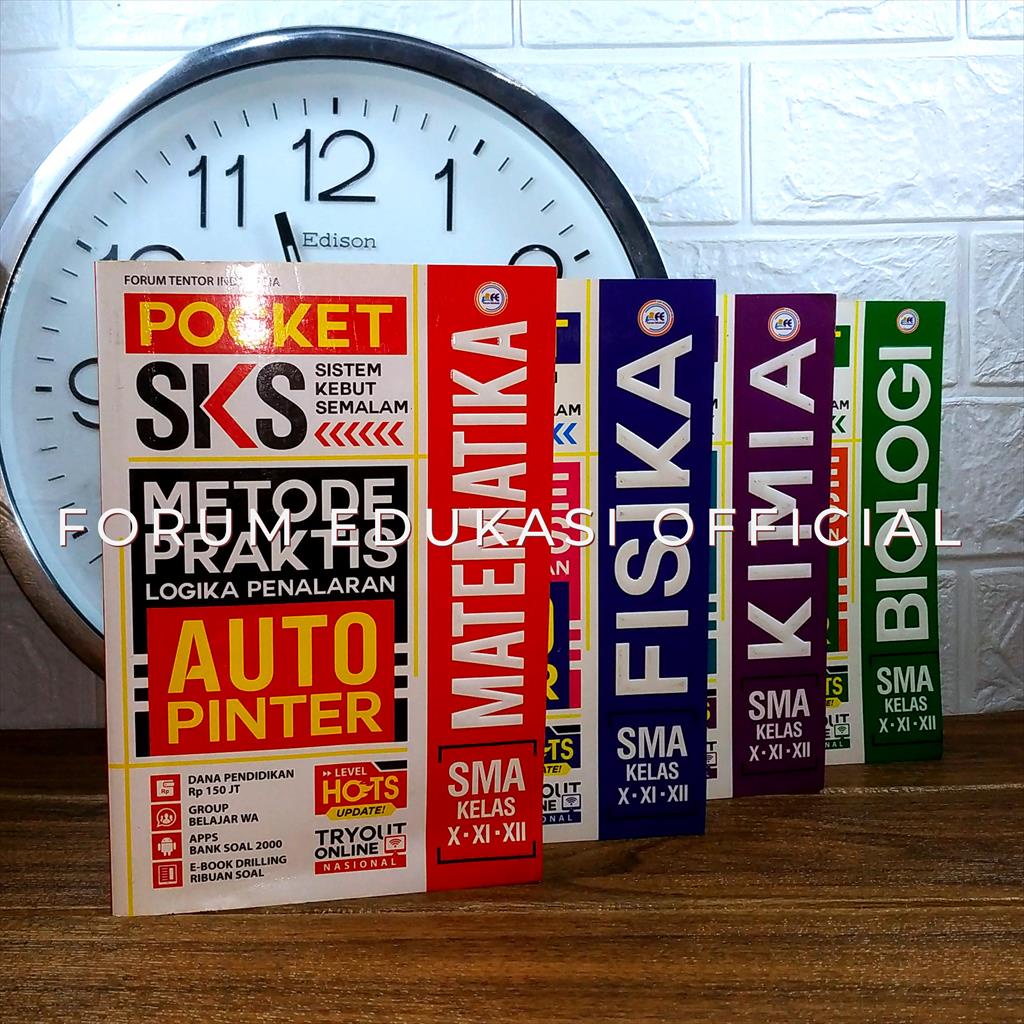 11
12
1
Edison
FORUM TENTOR INDONESIA
POCKET
SKS
SISTEM
KEBUT
SEMALAM
METODE
PRAKTIS
LOGIKA PENALARAN
AUTO
PINTER
DANA PENDIDIKAN
Rp 150 JT
GROUP
BELAJAR WA
APPS
BANK SOAL 2000
E-BOOK DRILLING
RIBUAN SOAL
LEVEL
HOTS
UPDATE!
TRYOUT
ONLINE
NASIONAL
MATEMATIKA
SMA
KELAS
X·XI·XII
FISIKA
SMA
KELAS
X·XI·XII
KIMIA
SMA
KELAS
X·XI·XII
BIOLOGI
SMA
KELAS
X·XI·XII
FORUM EDUKASI OFFICIAL